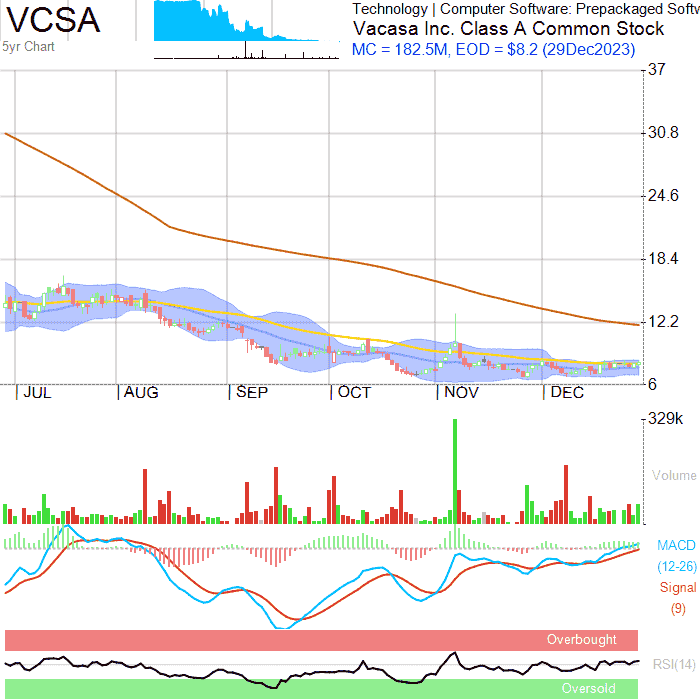 VCSA
5yr Chart
Technology | Computer Software: Prepackaged Softw
Vacasa Inc. Class A Common Stock
MC = 182.5M, EOD = $8.2 (29Dec2023)
37
30.8
24.6
18.4
12.2
6
JUL AUG SEP OCT NOV DEC
329k
Volume
MACD
(12-26)
Signal
(9)
Overbought
RSI(14)
Oversold